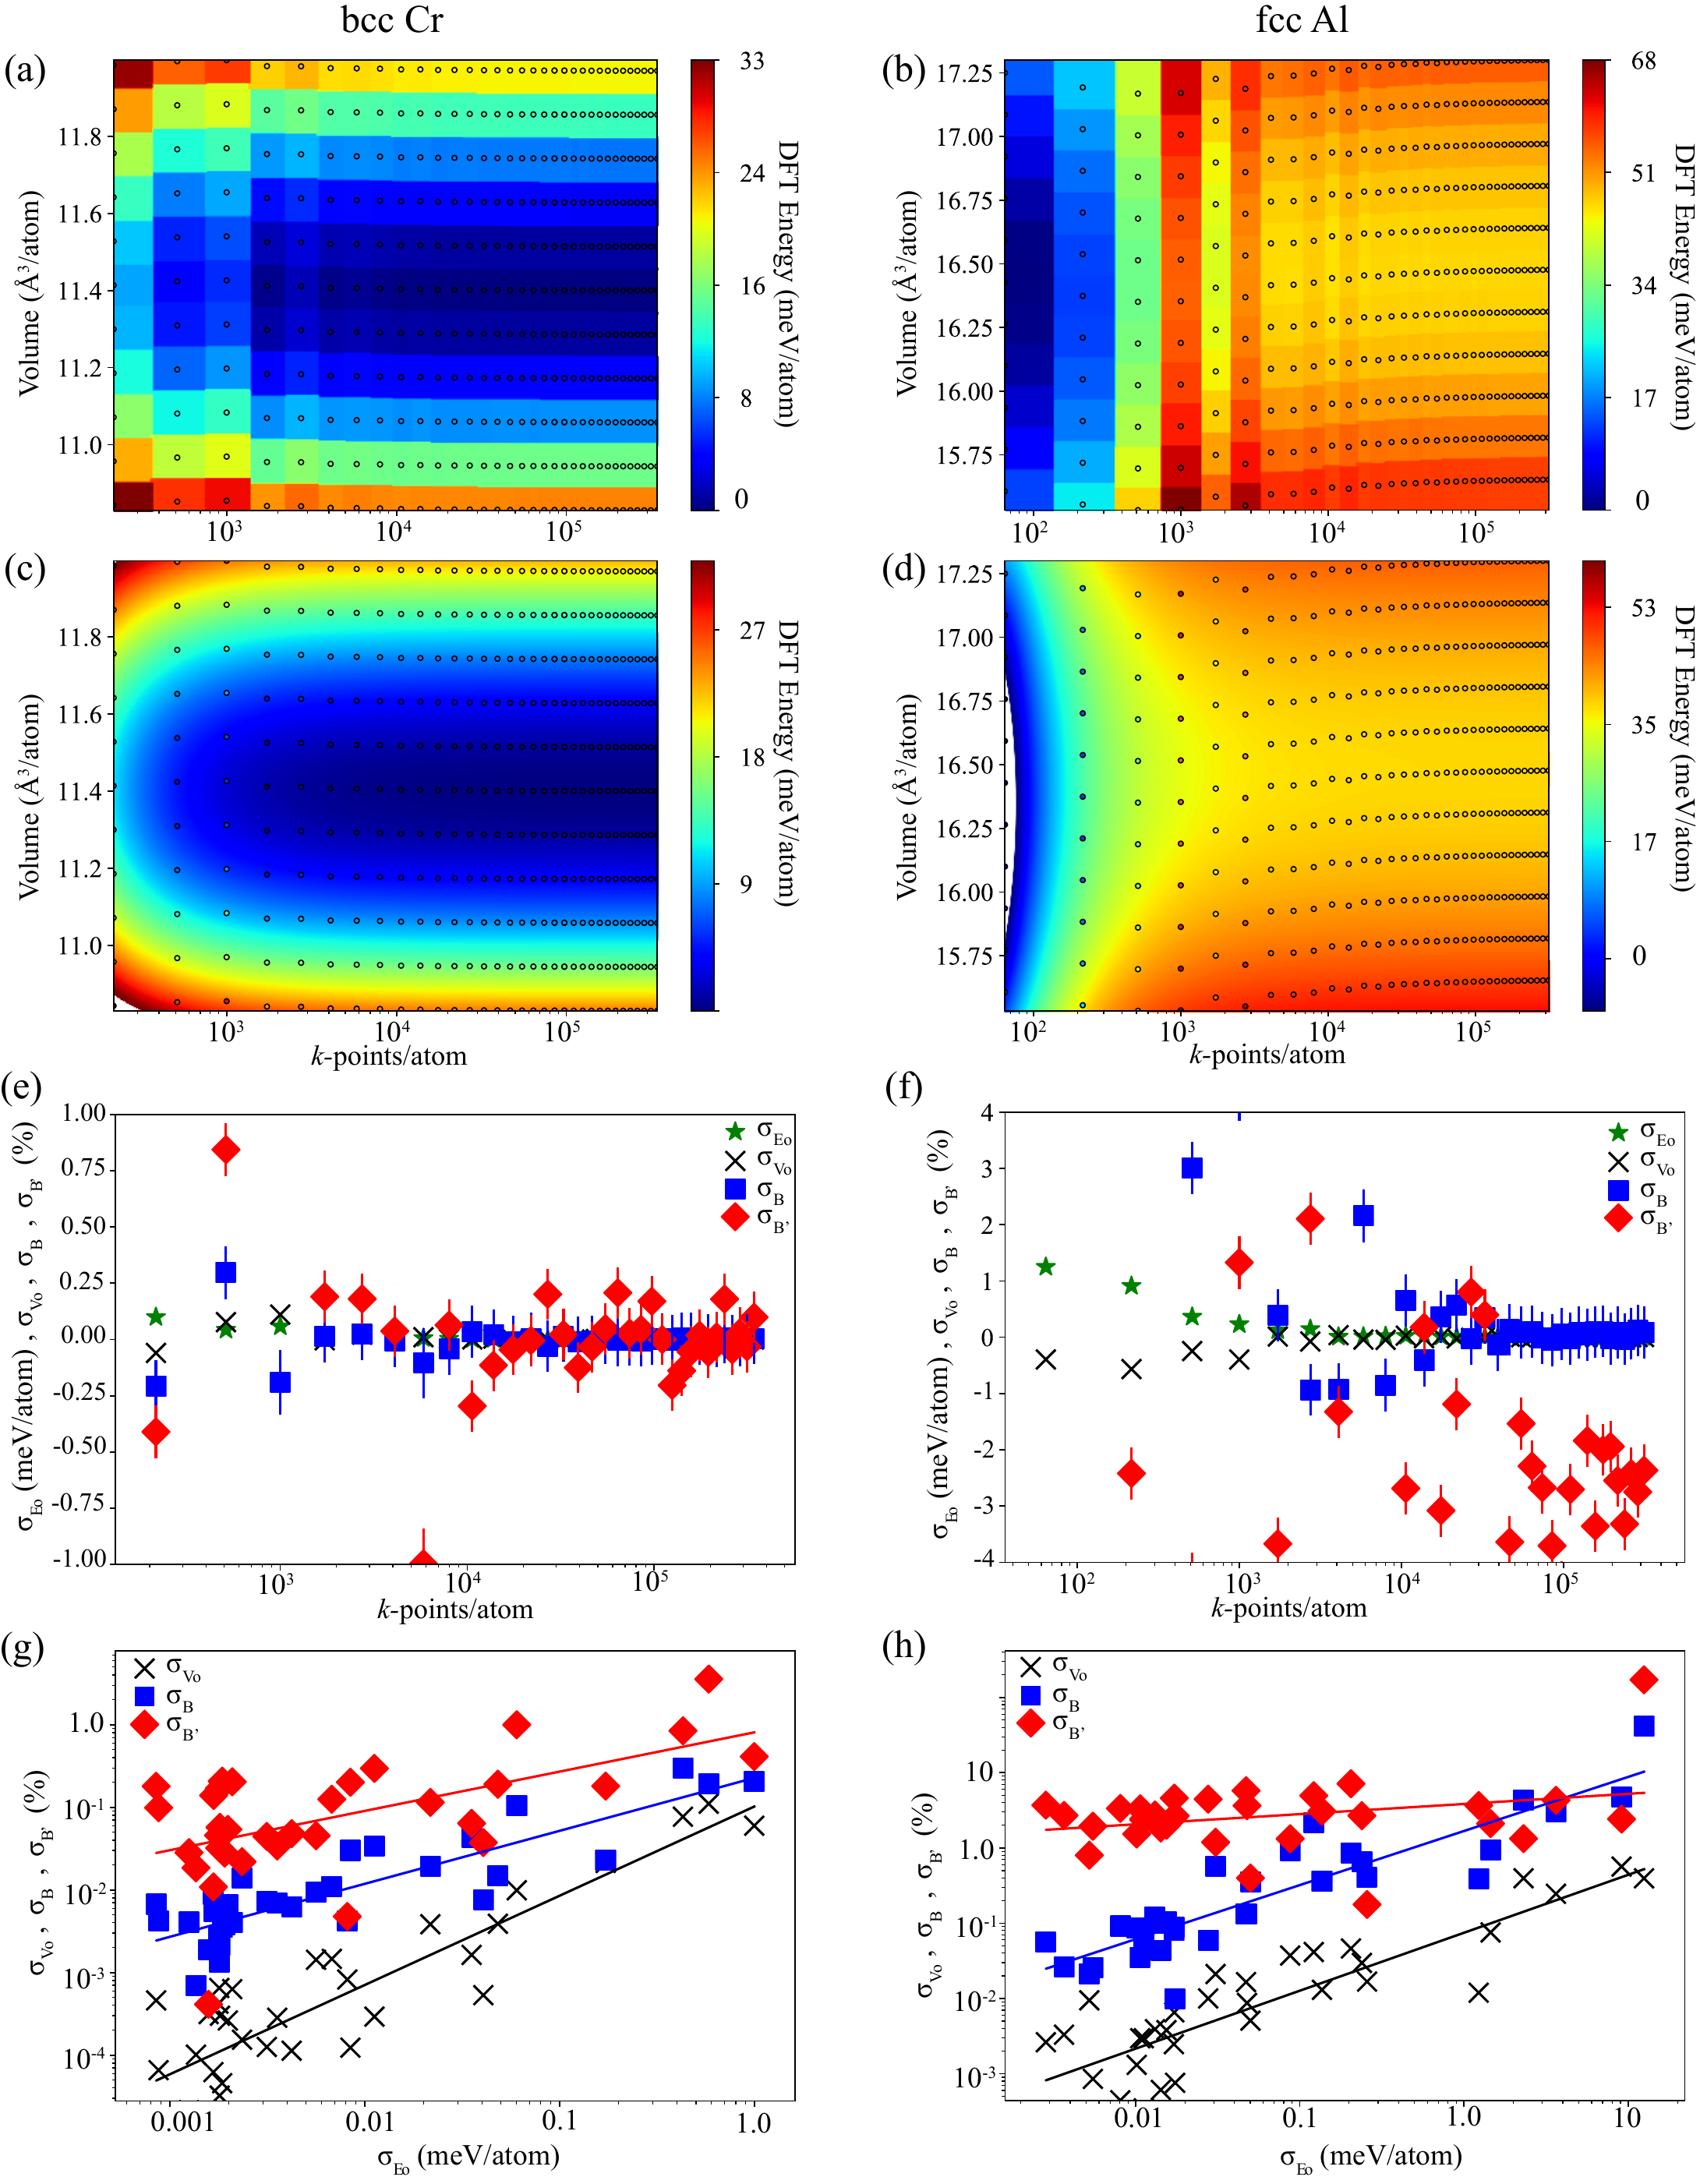 bcc Cr
fcc Al
(a)
33
24
16
8
0
DFT Energy (meV/atom)
Volume (Å³/atom)
11.8
11.6
11.4
11.2
11.0
10³
10⁴
10⁵
(b)
68
51
34
17
0
DFT Energy (meV/atom)
Volume (Å³/atom)
17.25
17.00
16.75
16.50
16.25
16.00
15.75
10²
10³
10⁴
10⁵
(c)
27
18
9
DFT Energy (meV/atom)
Volume (Å³/atom)
11.8
11.6
11.4
11.2
11.0
10³
10⁴
10⁵
k-points/atom
(d)
53
35
17
0
DFT Energy (meV/atom)
Volume (Å³/atom)
17.25
17.00
16.75
16.50
16.25
16.00
15.75
10²
10³
10⁴
10⁵
k-points/atom
(e)
σEo (meV/atom) , σVo , σB , σB’ (%)
1.00
0.75
0.50
0.25
0.00
-0.25
-0.50
-0.75
-1.00
σEo
σVo
σB
σB’
10³
10⁴
10⁵
k-points/atom
(f)
σEo (meV/atom) , σVo , σB , σB’ (%)
4
3
2
1
0
-1
-2
-3
-4
σEo
σVo
σB
σB’
10²
10³
10⁴
10⁵
k-points/atom
(g)
σVo , σB , σB’ (%)
σVo
σB
σB’
1.0
10⁻¹
10⁻²
10⁻³
10⁻⁴
0.001
0.01
0.1
1.0
σEo (meV/atom)
(h)
σVo , σB , σB’ (%)
σVo
σB
σB’
10
1.0
10⁻¹
10⁻²
10⁻³
0.01
0.1
1.0
10
σEo (meV/atom)